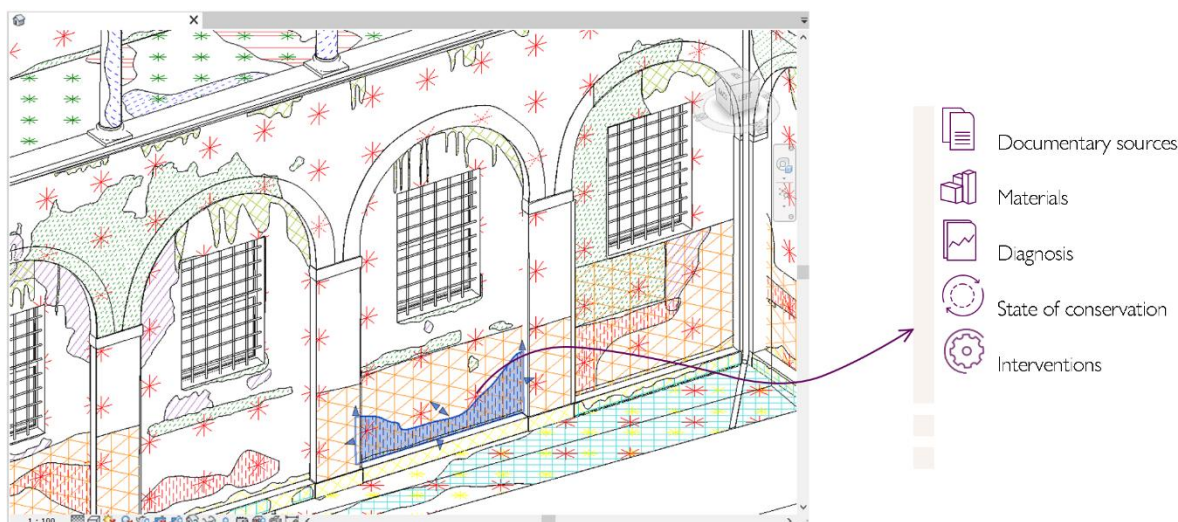 Documentary sources
Materials
Diagnosis
State of conservation
Interventions
1 : 100